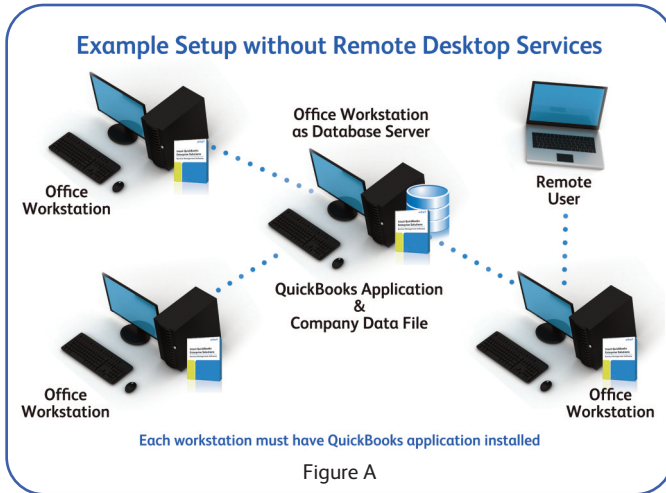 Example Setup without Remote Desktop Services
Office Workstation
as Database Server
Office
Workstation
Remote
User
QuickBooks Application
&
Company Data File
Office
Workstation
Office
Workstation
Each workstation must have QuickBooks application installed
Figure A